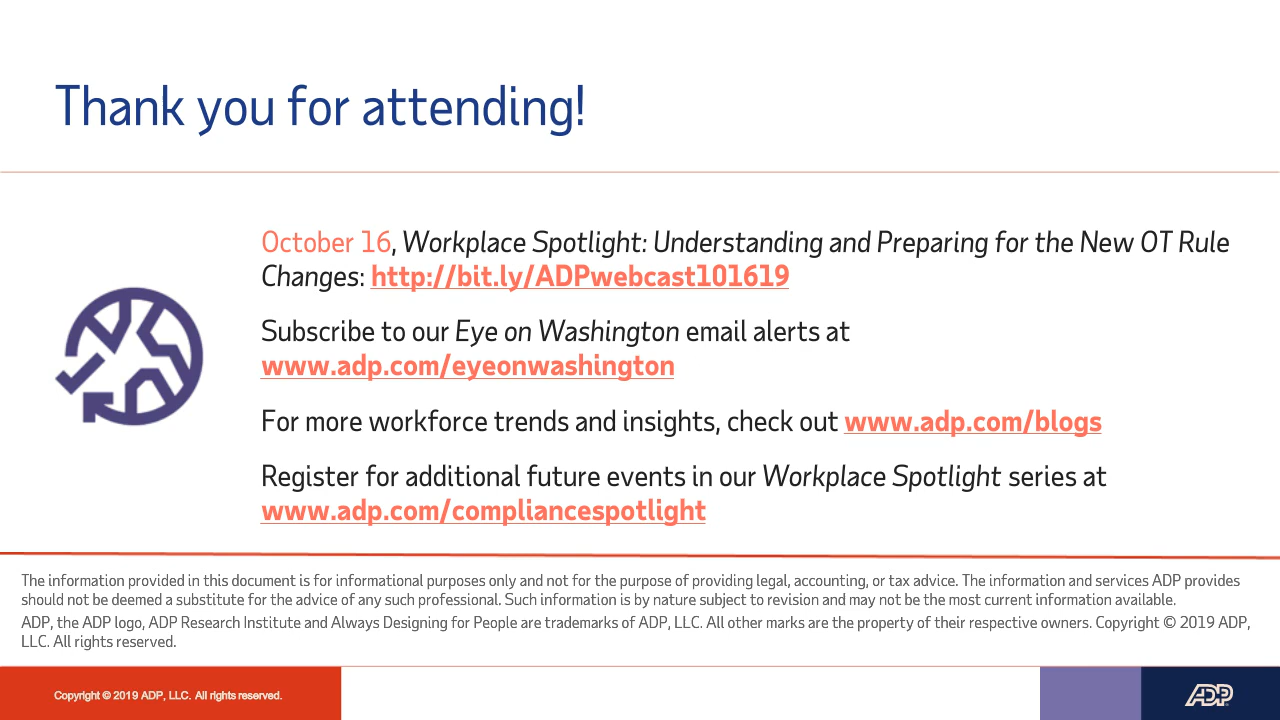 Thank you for attending!
October 16, Workplace Spotlight: Understanding and Preparing for the New OT Rule
Changes: http://bit.ly/ADPwebcast101619
Subscribe to our Eye on Washington email alerts at
www.adp.com/eyeonwashington
For more workforce trends and insights, check out www.adp.com/blogs
Register for additional future events in our Workplace Spotlight series at
www.adp.com/compliancespotlight
The information provided in this document is for informational purposes only and not for the purpose of providing legal, accounting, or tax advice. The information and services ADP provides
should not be deemed a substitute for the advice of any such professional. Such information is by nature subject to revision and may not be the most current information available.
ADP, the ADP logo, ADP Research Institute and Always Designing for People are trademarks of ADP, LLC. All other marks are the property of their respective owners. Copyright © 2019 ADP,
LLC. All rights reserved.
Copyright © 2019 ADP, LLC. All rights reserved.
ADP